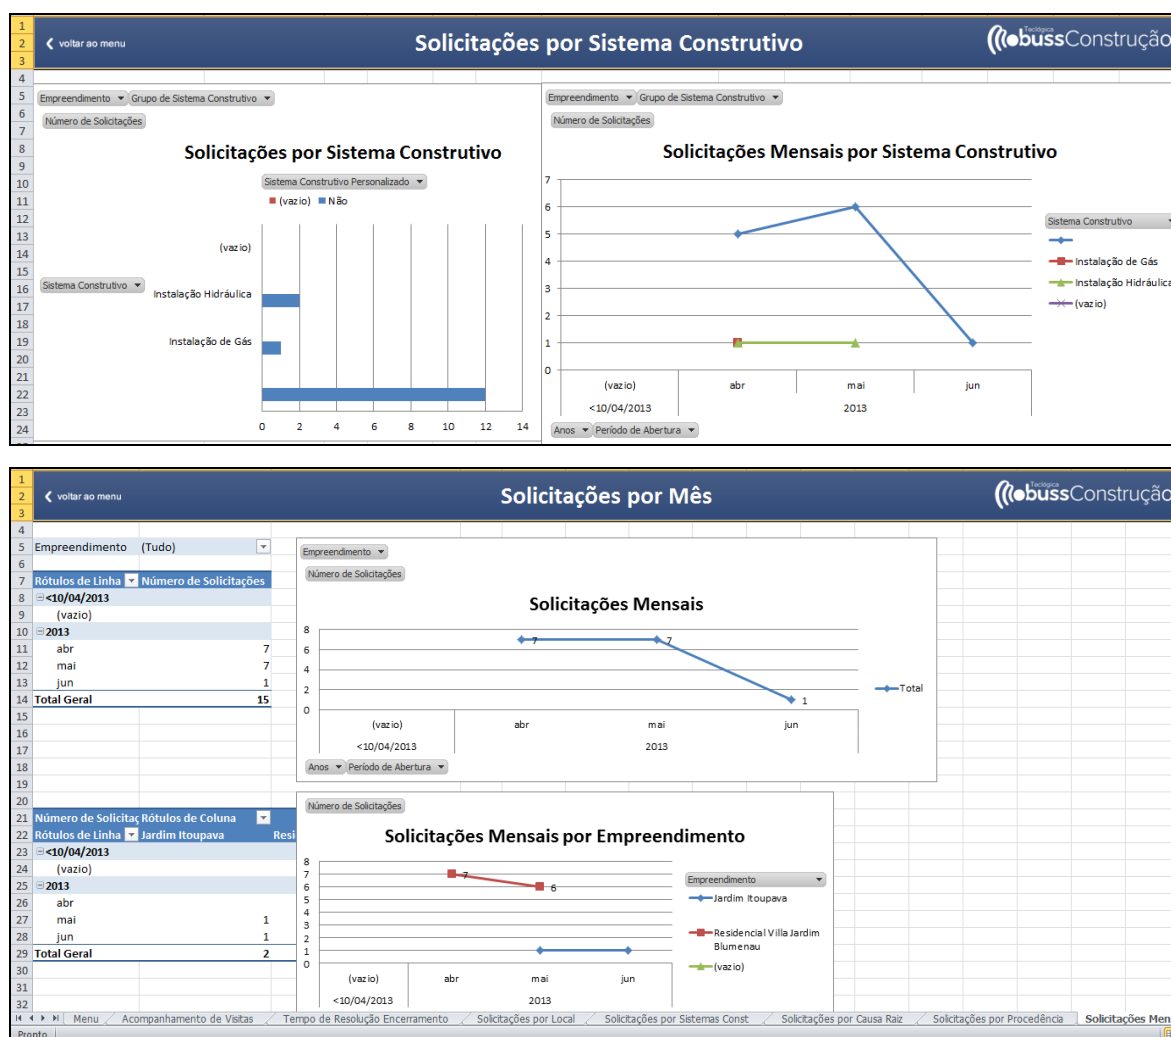 1
2
3
voltar ao menu
Solicitações por Sistema Construtivo
Teclógica
mobussConstrução
4
5
6
7
8
9
10
11
12
13
14
15
16
17
18
19
20
21
22
23
24
Empreendimento Grupo de Sistema Construtivo
Número de Solicitações
Solicitações por Sistema Construtivo
Sistema Construtivo Personalizado
(vazio) Não
(vazio)
Sistema Construtivo
Instalação Hidráulica
Instalação de Gás
0 2 4 6 8 10 12 14
Empreendimento Grupo de Sistema Construtivo
Número de Solicitações
Solicitações Mensais por Sistema Construtivo
7
6
5
4
3
2
1
0
(vazio) abr mai jun
<10/04/2013 2013
Anos Período de Abertura
Sistema Construtivo
Instalação de Gás
Instalação Hidráulica
(vazio)
1
2
3
voltar ao menu
Solicitações por Mês
Teclógica
mobussConstrução
4
5 Empreendimento (Tudo)
6
7 Rótulos de Linha Número de Solicitações
8 <10/04/2013
9 (vazio)
10 2013
11 abr 7
12 mai 7
13 jun 1
14 Total Geral 15
15
16
17
18
19
20
Empreendimento
Número de Solicitações
Solicitações Mensais
8
6
4
2
0
7
7
1
(vazio) abr mai jun
<10/04/2013 2013
Total
Anos Período de Abertura
21 Número de Solicitaç Rótulos de Coluna
22 Rótulos de Linha Jardim Itoupava Resi
23 <10/04/2013
24 (vazio)
25 2013
26 abr
27 mai 1
28 jun 1
29 Total Geral 2
30
31
32
Número de Solicitações
Solicitações Mensais por Empreendimento
8
7
6
5
4
3
2
1
0
7
6
(vazio) abr mai jun
<10/04/2013 2013
Empreendimento
Jardim Itoupava
Residencial Villa Jardim
Blumenau
(vazio)
Menu Acompanhamento de Visitas Tempo de Resolução Encerramento Solicitações por Local Solicitações por Sistemas Const Solicitações por Causa Raiz Solicitações por Procedência Solicitações Men
Pronto